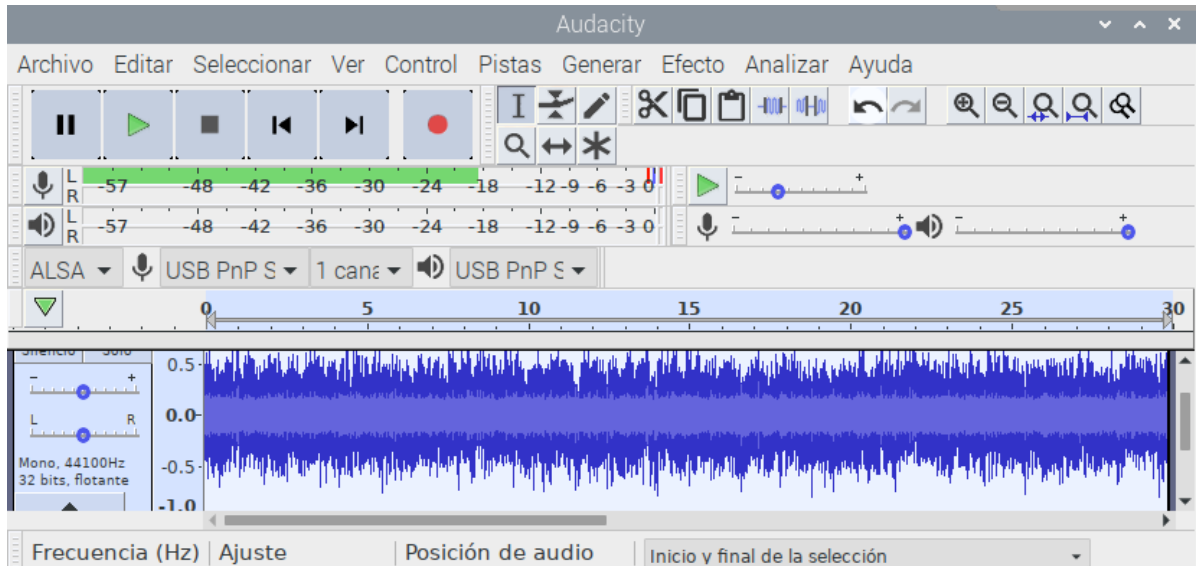 Audacity
Archivo Editar Seleccionar Ver Control Pistas Generar Efecto Analizar Ayuda
L
R
-57 -48 -42 -36 -30 -24 -18 -12 -9 -6 -3 0
- +
L
R
-57 -48 -42 -36 -30 -24 -18 -12 -9 -6 -3 0
- + - +
ALSA USB PnP S 1 cana USB PnP S
0 5 10 15 20 25 30
Silencio Solo
0.5
- +
0.0
L R
Mono, 44100Hz
-0.5
32 bits, flotante
-1.0
Frecuencia (Hz) Ajuste Posición de audio Inicio y final de la selección